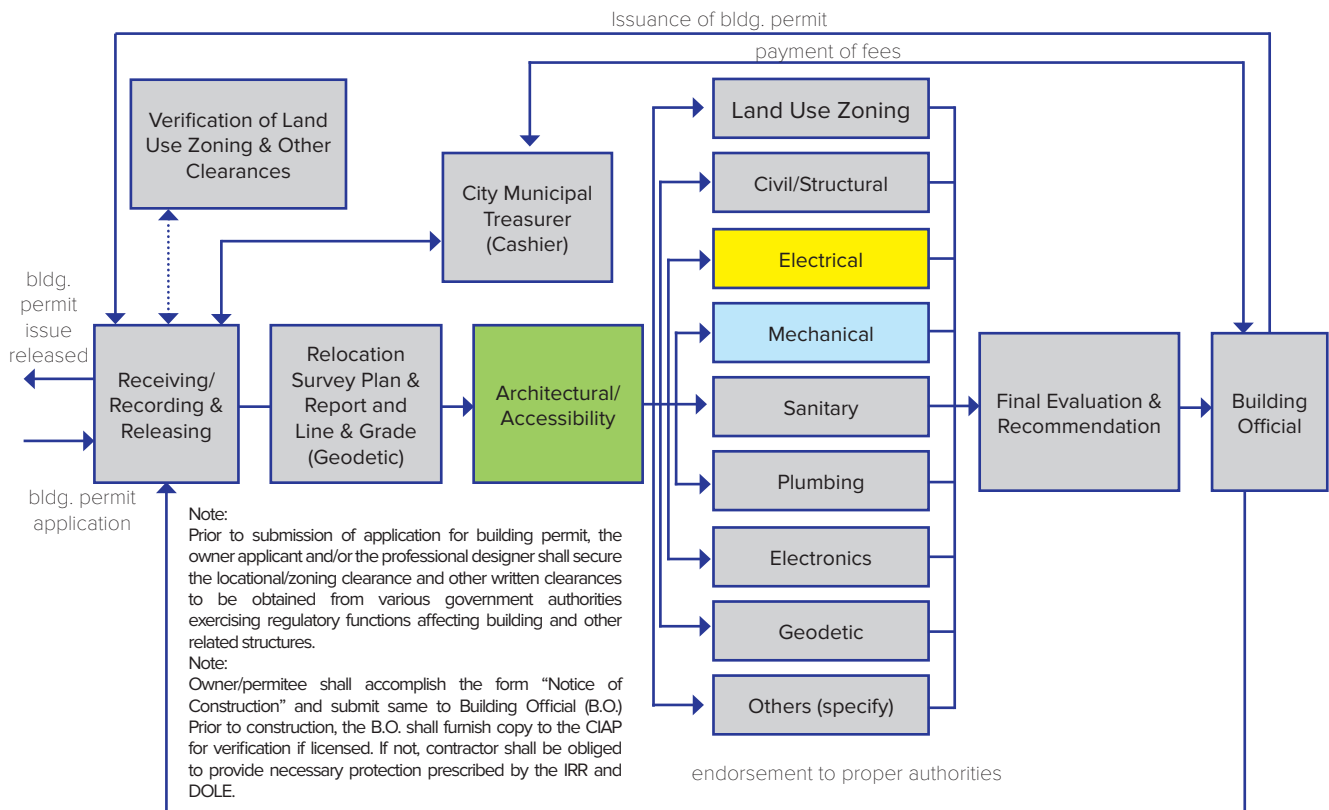 Issuance of bldg. permit
payment of fees
Verification of Land
Use Zoning & Other
Clearances
City Municipal
Treasurer
(Cashier)
Land Use Zoning
Civil/Structural
Electrical
Mechanical
Sanitary
Plumbing
Electronics
Geodetic
Others (specify)
endorsement to proper authorities
bldg.
permit
issue
released
Receiving/
Recording &
Releasing
bldg. permit
application
Relocation
Survey Plan &
Report and
Line & Grade
(Geodetic)
Architectural/
Accessibility
Final Evaluation &
Recommendation
Building
Official
Note:
Prior to submission of application for building permit, the
owner applicant and/or the professional designer shall secure
the locational/zoning clearance and other written clearances
to be obtained from various government authorities
exercising regulatory functions affecting building and other
related structures.
Note:
Owner/permitee shall accomplish the form “Notice of
Construction” and submit same to Building Official (B.O.)
Prior to construction, the B.O. shall furnish copy to the CIAP
for verification if licensed. If not, contractor shall be obliged
to provide necessary protection prescribed by the IRR and
DOLE.